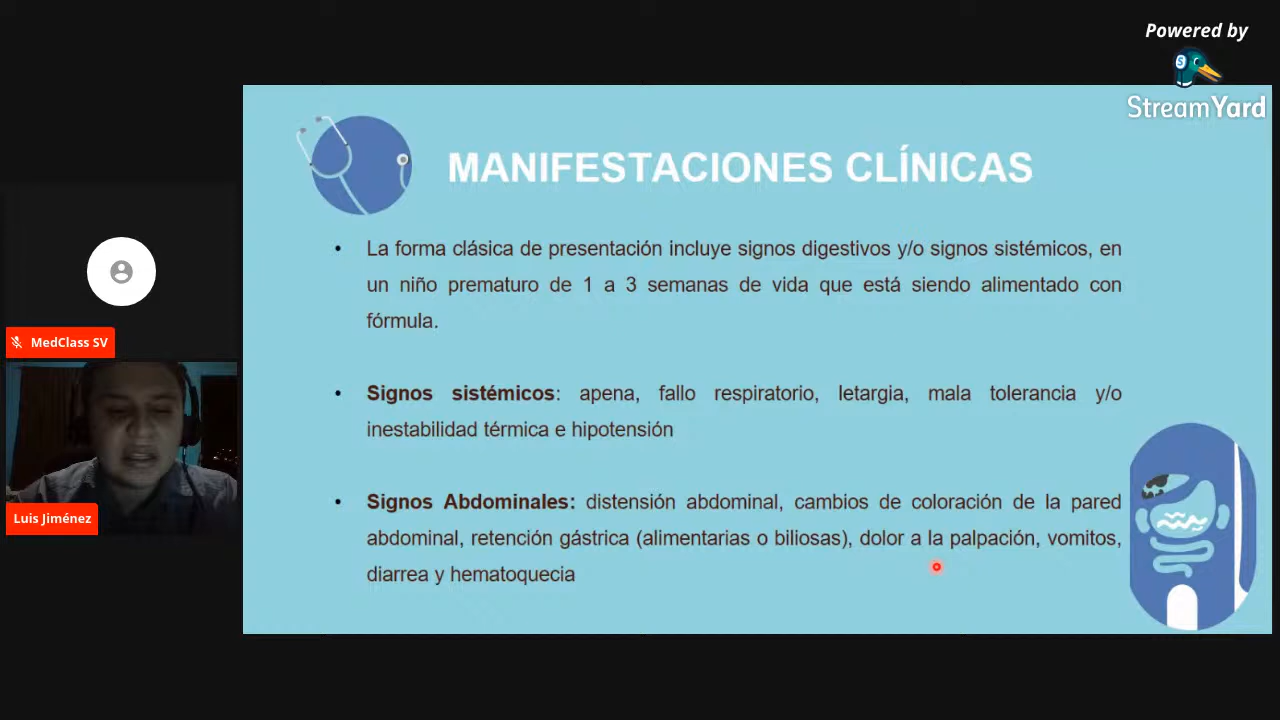 Powered by
StreamYard
MANIFESTACIONES CLÍNICAS
• La forma clásica de presentación incluye signos digestivos y/o signos sistémicos, en
un niño prematuro de 1 a 3 semanas de vida que está siendo alimentado con
fórmula.
• Signos sistémicos: apena, fallo respiratorio, letargia, mala tolerancia y/o
inestabilidad térmica e hipotensión
• Signos Abdominales: distensión abdominal, cambios de coloración de la pared
abdominal, retención gástrica (alimentarias o biliosas), dolor a la palpación, vomitos,
diarrea y hematoquecia
MedClass SV
Luis Jiménez